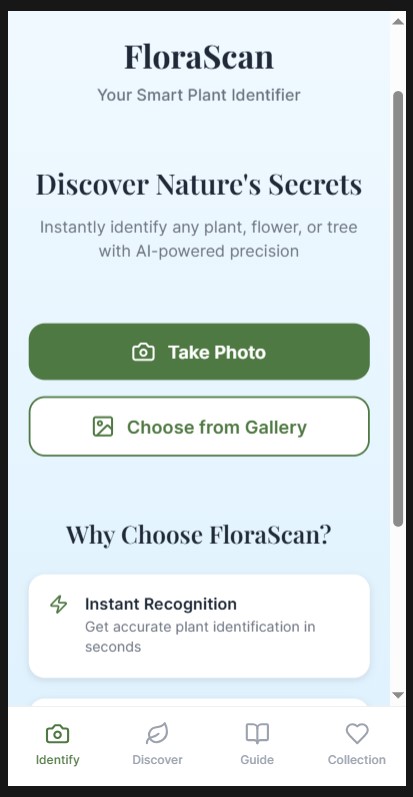 FloraScan
Your Smart Plant Identifier
Discover Nature's Secrets
Instantly identify any plant, flower, or tree
with AI-powered precision
Take Photo
Choose from Gallery
Why Choose FloraScan?
Instant Recognition
Get accurate plant identification in
seconds
Identify
Discover
Guide
Collection